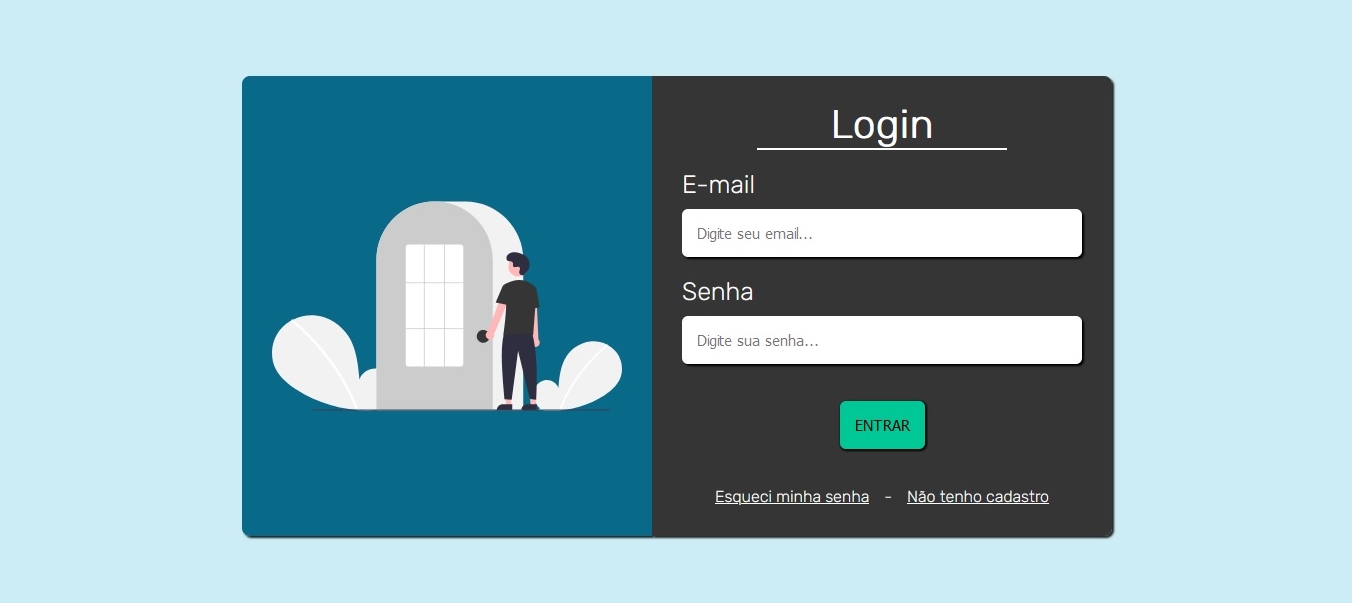 Login
E-mail
Digite seu email...
Senha
Digite sua senha...
ENTRAR
Esqueci minha senha - Não tenho cadastro